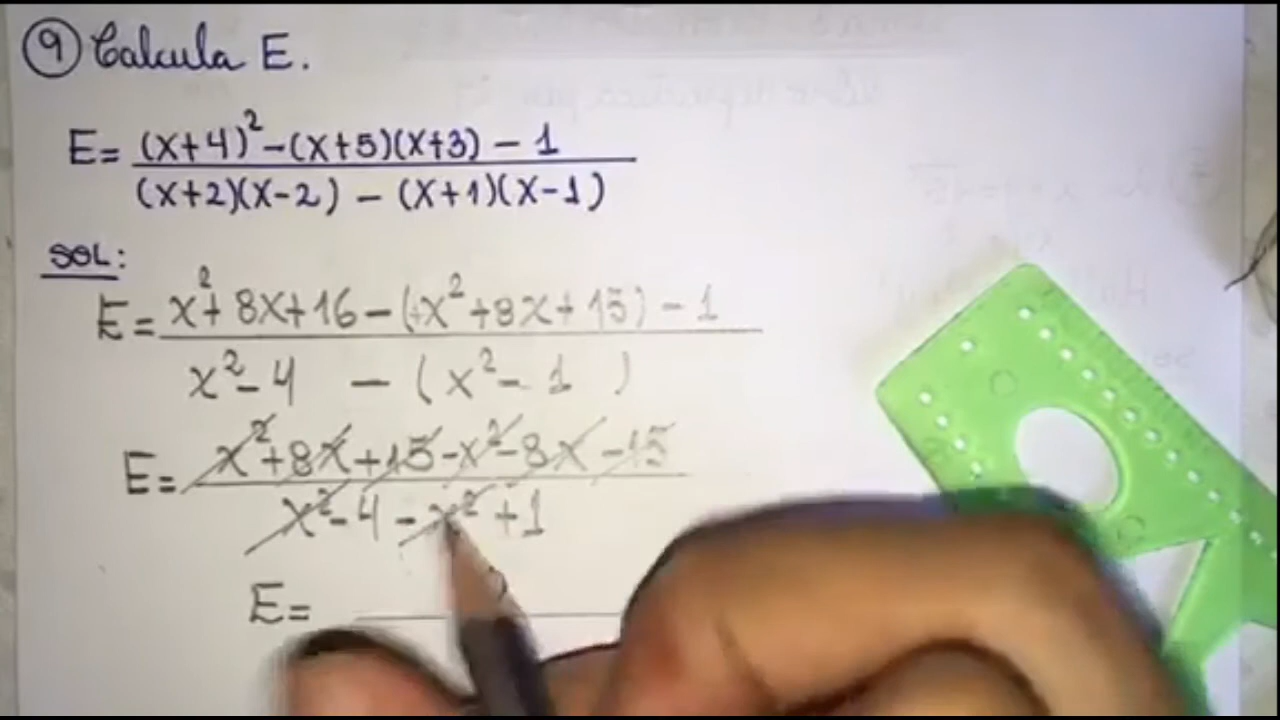 9 Calcula E.
E= (x+4)² -(x+5)(x+3) - 1
(x+2)(x-2) - (x+1)(x-1)
SOL:
E= x²+8x+16-(+x²+8x+15)-1
x²-4 - (x²-1 )
E= x²+8x+15-x²-8x-15
x²-4-x²+1
E=